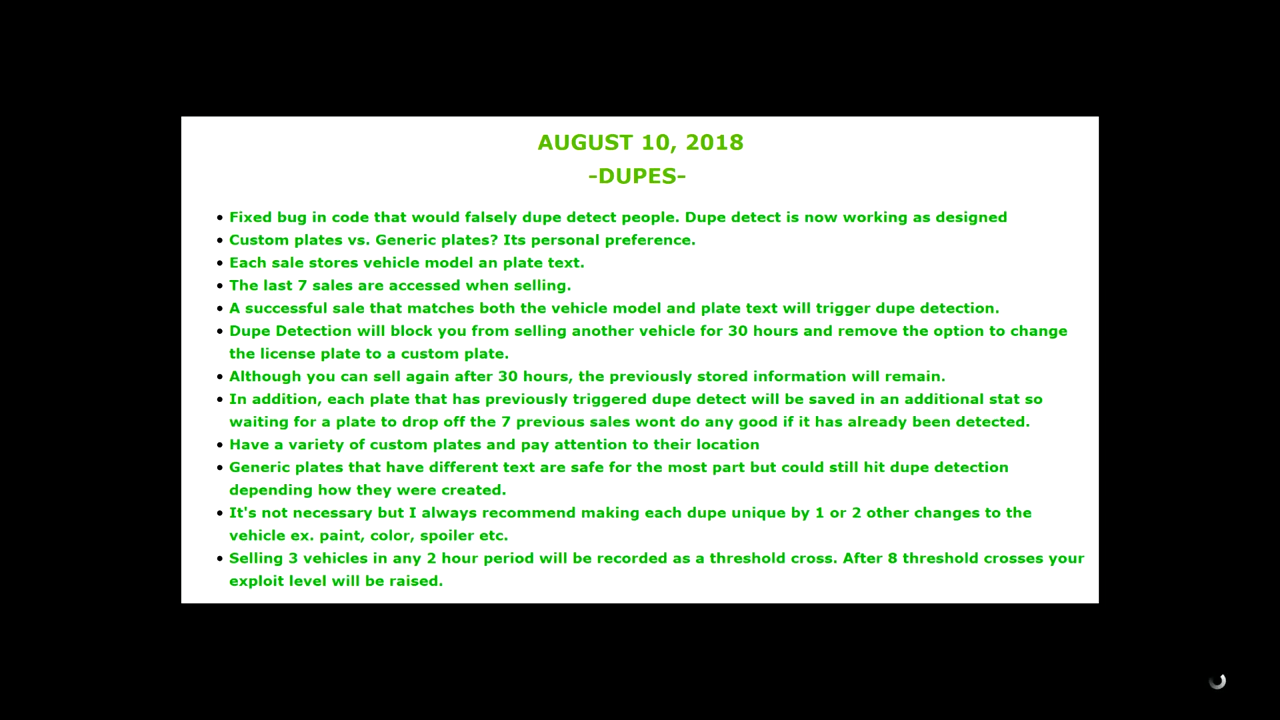 AUGUST 10, 2018
-DUPES-
• Fixed bug in code that would falsely dupe detect people. Dupe detect is now working as designed
• Custom plates vs. Generic plates? Its personal preference.
• Each sale stores vehicle model an plate text.
• The last 7 sales are accessed when selling.
• A successful sale that matches both the vehicle model and plate text will trigger dupe detection.
• Dupe Detection will block you from selling another vehicle for 30 hours and remove the option to change
the license plate to a custom plate.
• Although you can sell again after 30 hours, the previously stored information will remain.
• In addition, each plate that has previously triggered dupe detect will be saved in an additional stat so
waiting for a plate to drop off the 7 previous sales wont do any good if it has already been detected.
• Have a variety of custom plates and pay attention to their location
• Generic plates that have different text are safe for the most part but could still hit dupe detection
depending how they were created.
• It's not necessary but I always recommend making each dupe unique by 1 or 2 other changes to the
vehicle ex. paint, color, spoiler etc.
• Selling 3 vehicles in any 2 hour period will be recorded as a threshold cross. After 8 threshold crosses your
exploit level will be raised.